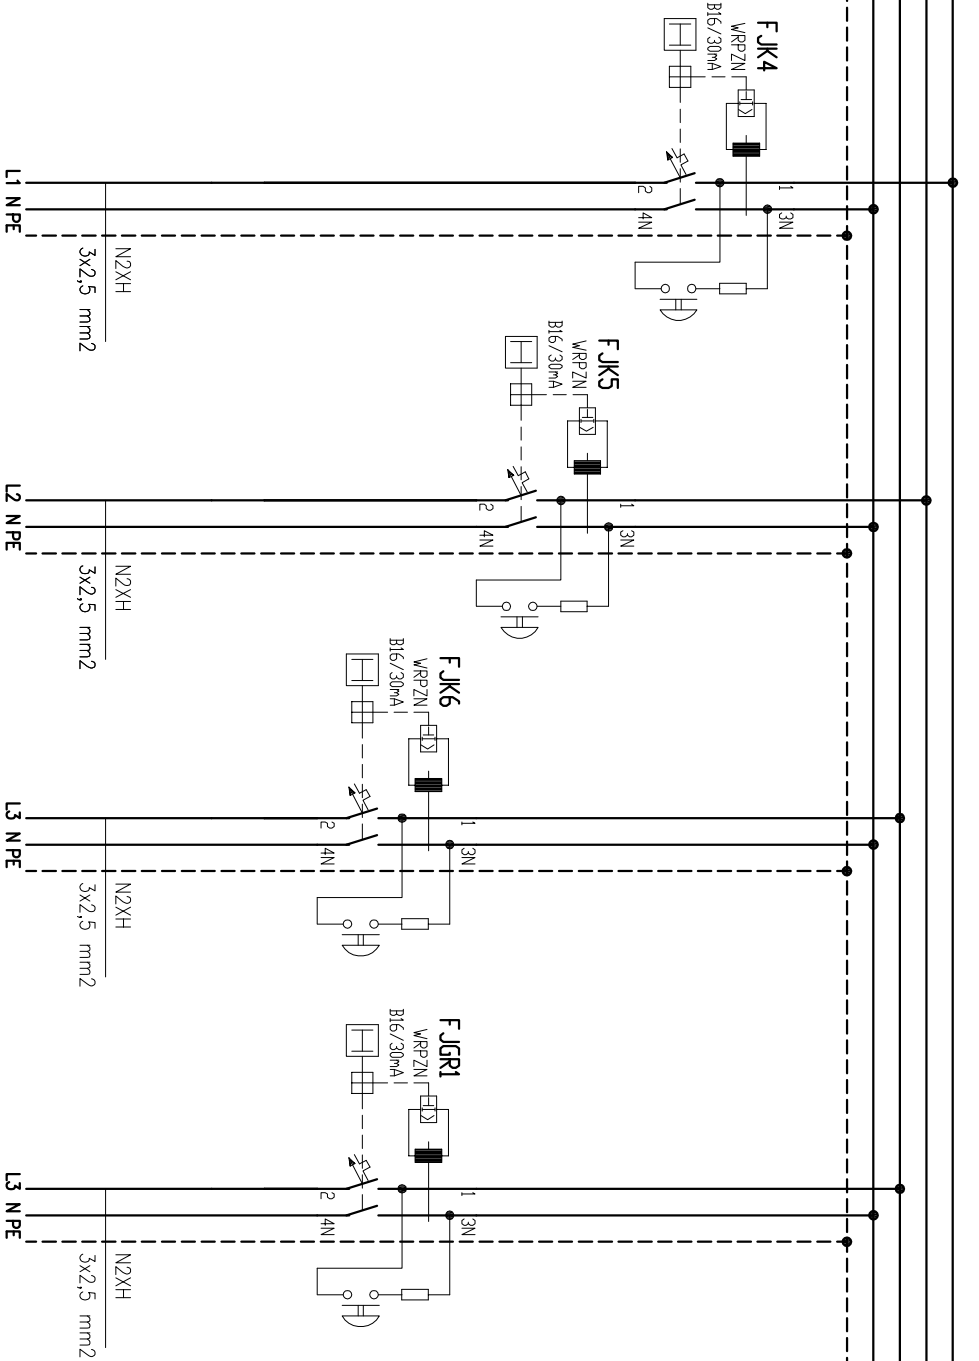 FJK4
WRPZN
B16/30mA
1
3N
2
4N
L1 N PE
N2XH
3x2,5 mm2
FJK5
WRPZN
B16/30mA
1
3N
2
4N
L2 N PE
N2XH
3x2,5 mm2
FJK6
WRPZN
B16/30mA
1
3N
2
4N
L3 N PE
N2XH
3x2,5 mm2
FJGR1
WRPZN
B16/30mA
1
3N
2
4N
L3 N PE
N2XH
3x2,5 mm2